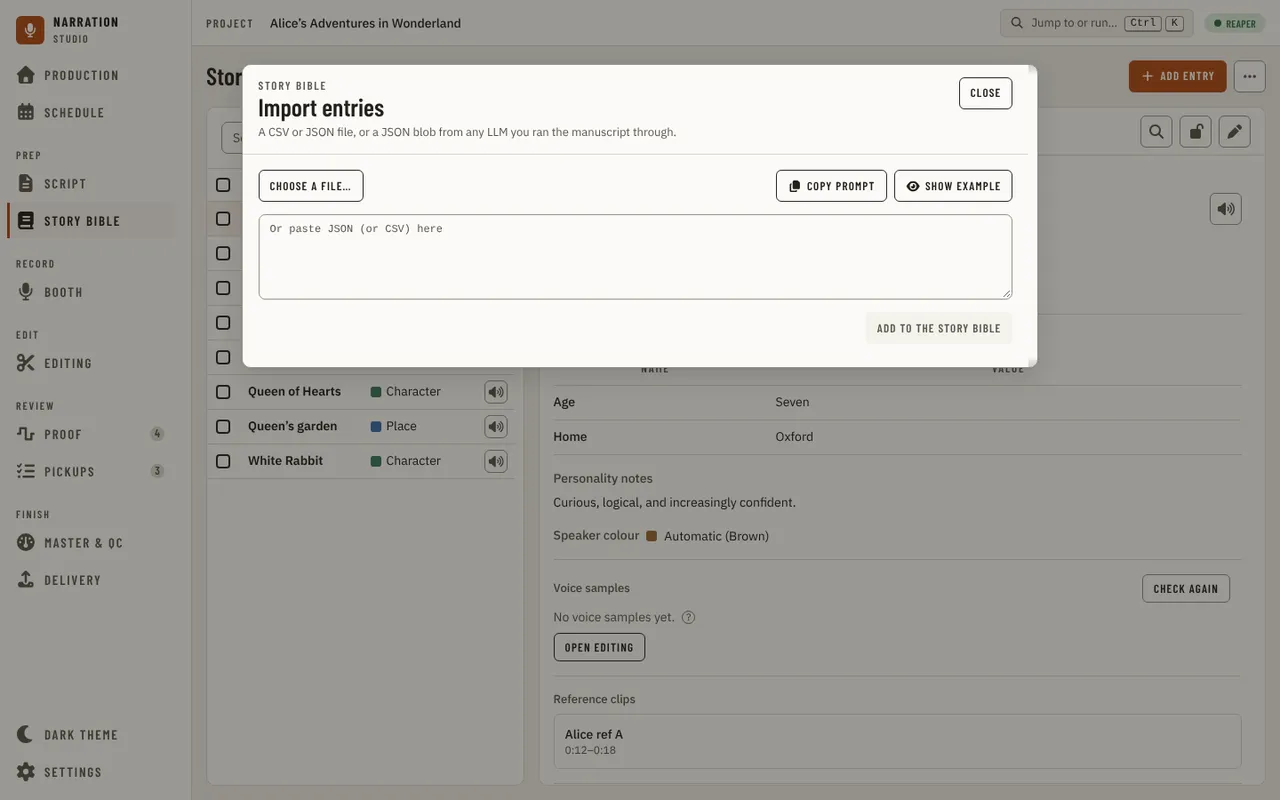 NARRATION
STUDIO
PRODUCTION
SCHEDULE
PREP
SCRIPT
STORY BIBLE
RECORD
BOOTH
EDIT
EDITING
REVIEW
PROOF 4
PICKUPS 3
FINISH
MASTER & QC
DELIVERY
DARK THEME
SETTINGS
PROJECT Alice's Adventures in Wonderland
Jump to or run... Ctrl K
REAPER
ADD ENTRY
STORY BIBLE
Import entries
A CSV or JSON file, or a JSON blob from any LLM you ran the manuscript through.
CLOSE
CHOOSE A FILE...
COPY PROMPT
SHOW EXAMPLE
Or paste JSON (or CSV) here
ADD TO THE STORY BIBLE
Queen of Hearts Character
Queen's garden Place
White Rabbit Character
NAME VALUE
Age Seven
Home Oxford
Personality notes
Curious, logical, and increasingly confident.
Speaker colour Automatic (Brown)
Voice samples
CHECK AGAIN
No voice samples yet. ?
OPEN EDITING
Reference clips
Alice ref A
0:12–0:18